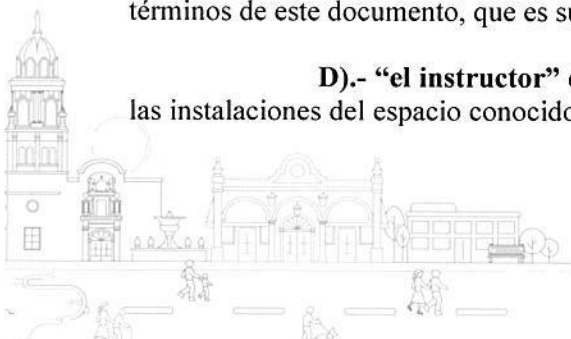 términos de este documento, que es su
D).- “el instructor”
las instalaciones del espacio conocido